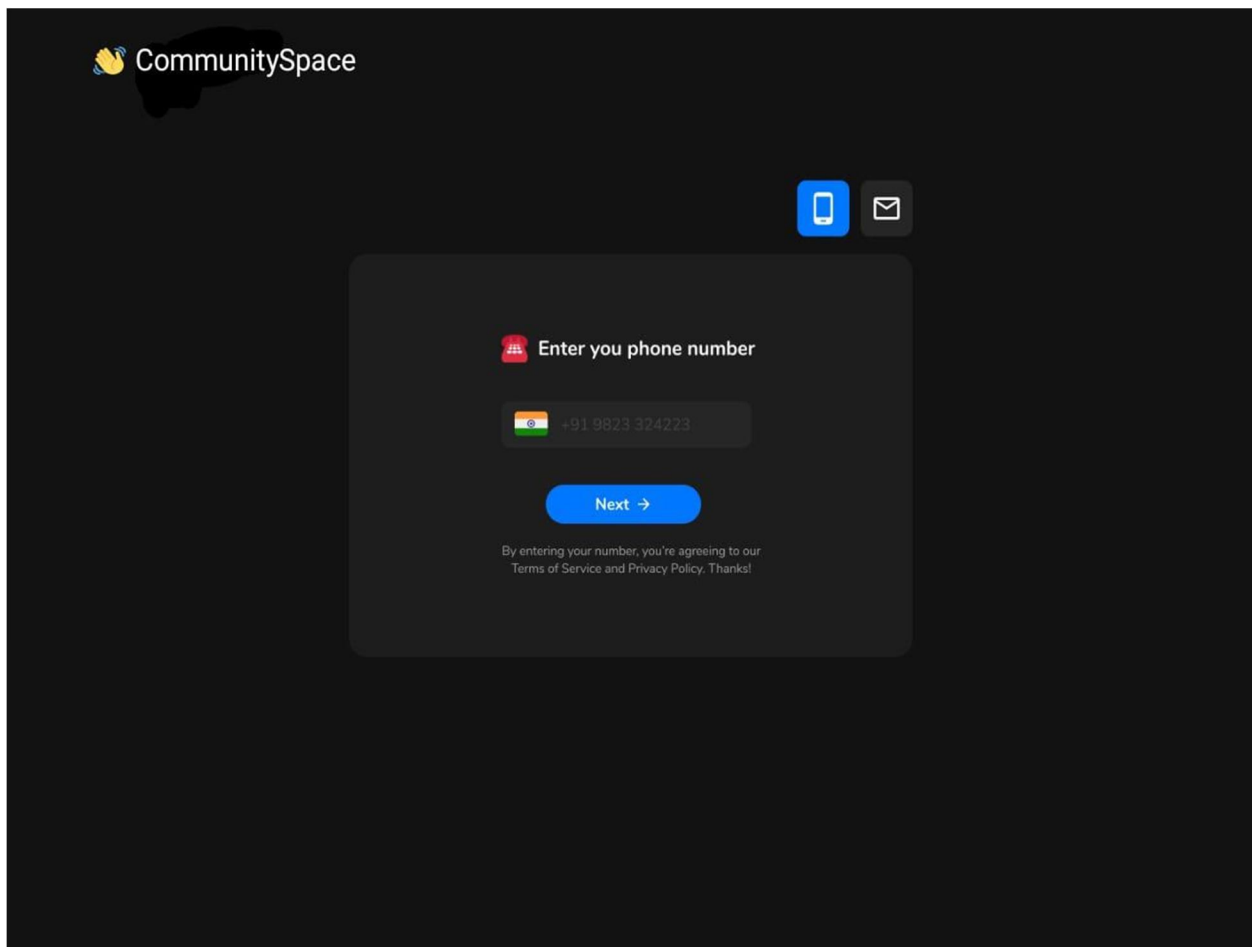 CommunitySpace
Enter you phone number
+91 9823 324223
Next →
By entering your number, you're agreeing to our
Terms of Service and Privacy Policy. Thanks!